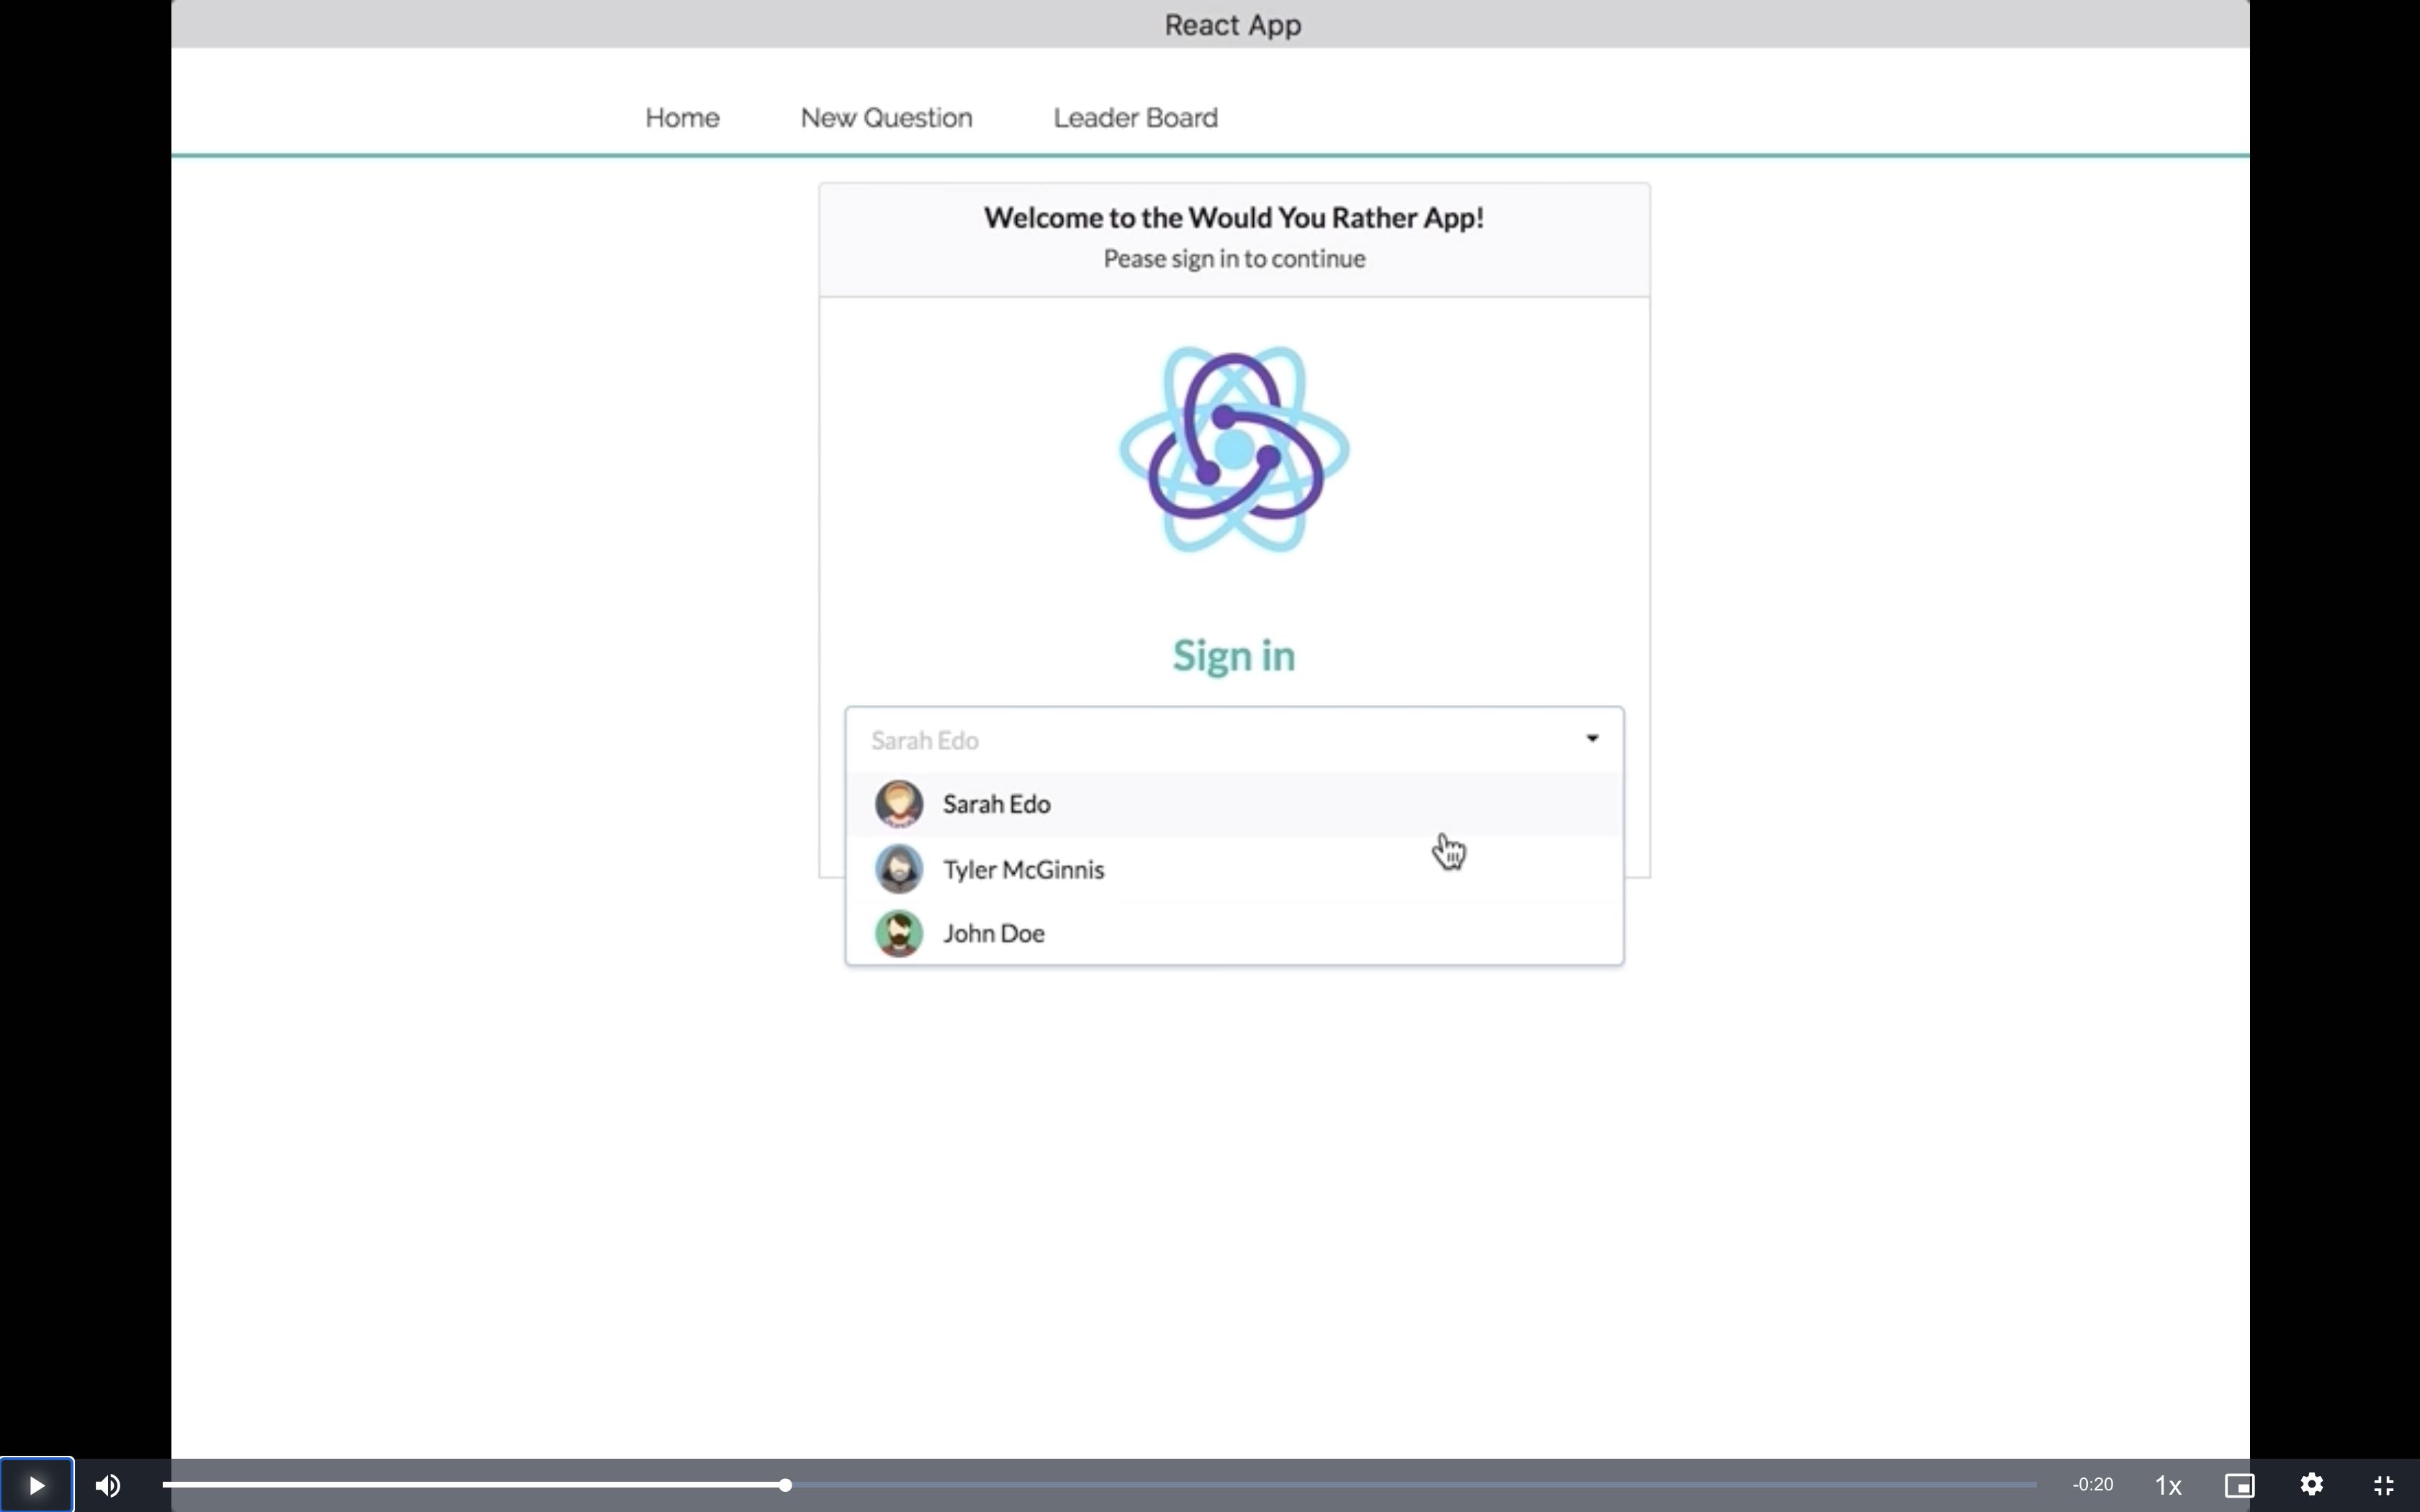 React App
Home New Question Leader Board
Welcome to the Would You Rather App!
Pease sign in to continue
Sign in
Sarah Edo
Sarah Edo
Tyler McGinnis
John Doe
-0:20 1x